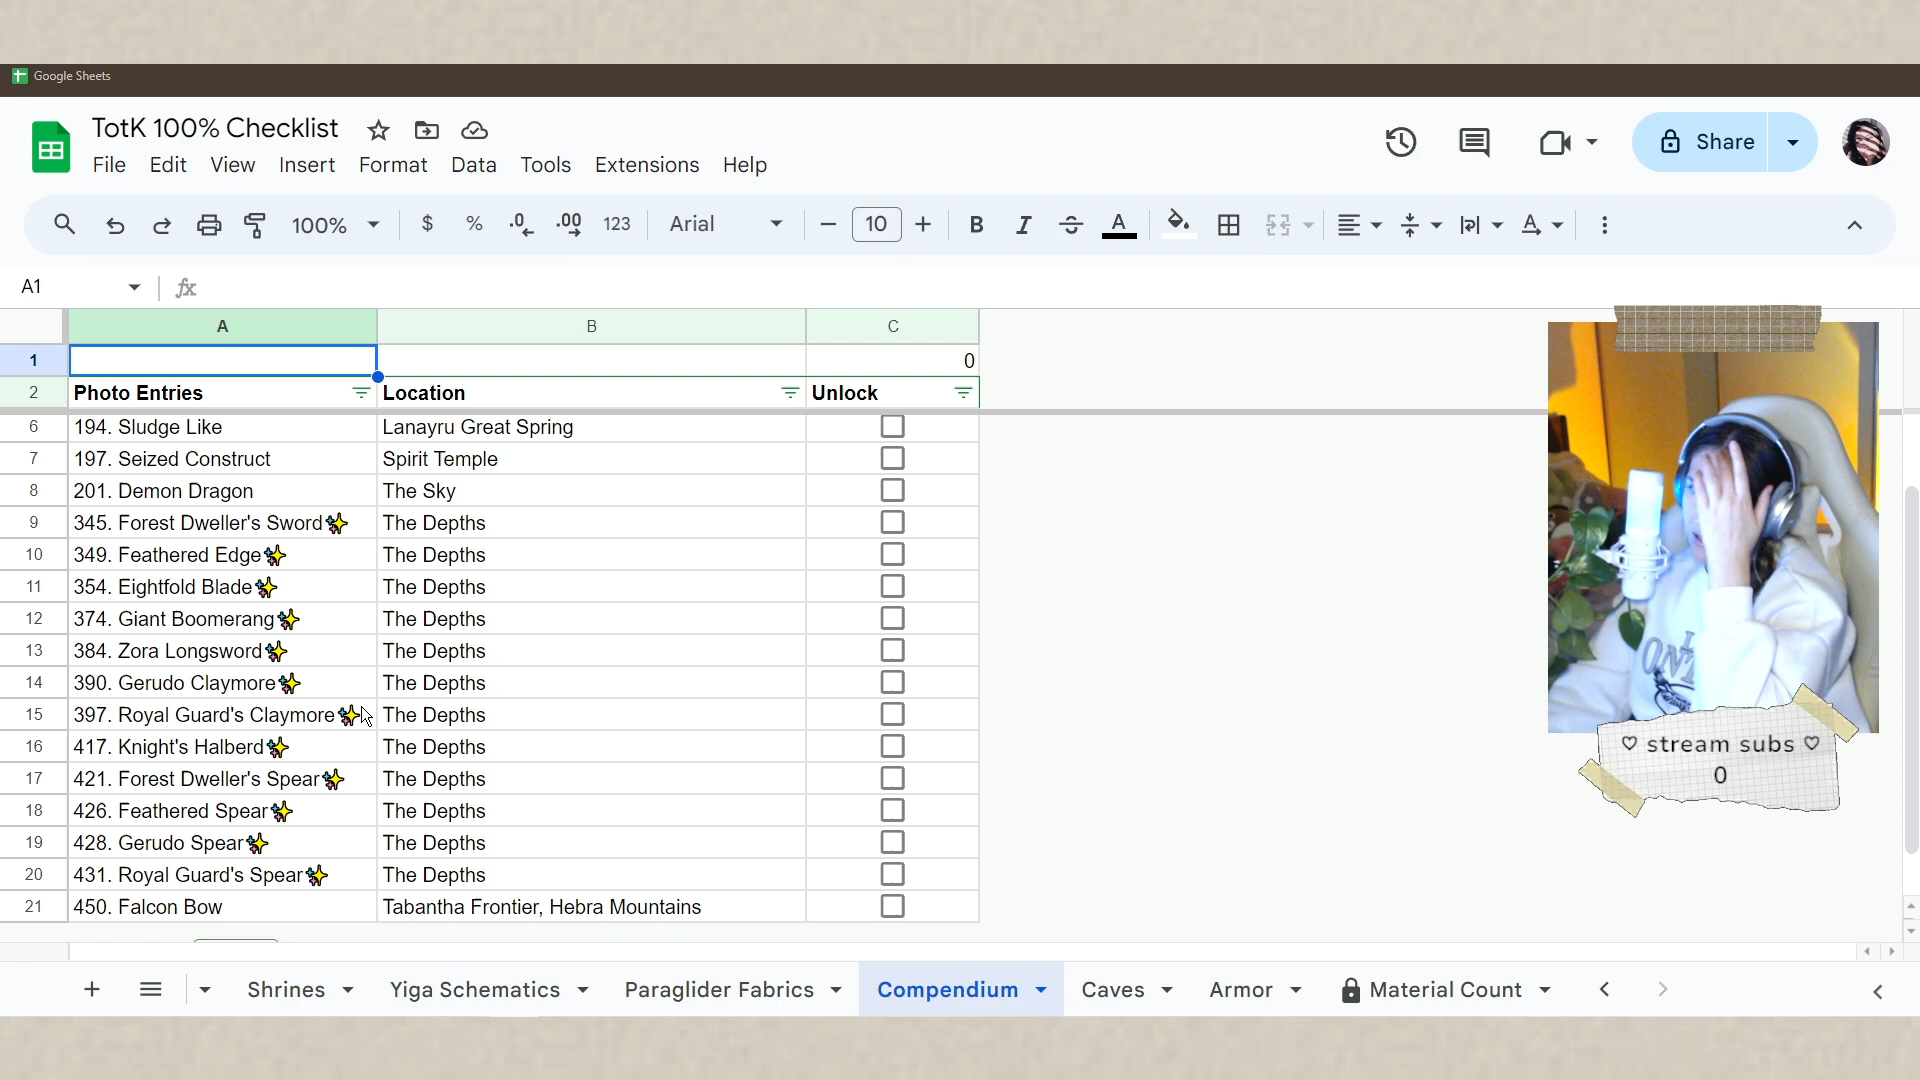 Google Sheets
TotK 100% Checklist
File Edit View Insert Format Data Tools Extensions Help
Share
100% $ % .0 .00 123 Arial 10 B I S A A
A1 fx
A B C
1 0
2 Photo Entries Location Unlock
6 194. Sludge Like Lanayru Great Spring
7 197. Seized Construct Spirit Temple
8 201. Demon Dragon The Sky
9 345. Forest Dweller's Sword✨ The Depths
10 349. Feathered Edge✨ The Depths
11 354. Eightfold Blade✨ The Depths
12 374. Giant Boomerang✨ The Depths
13 384. Zora Longsword✨ The Depths
14 390. Gerudo Claymore✨ The Depths
15 397. Royal Guard's Claymore✨ The Depths
16 417. Knight's Halberd✨ The Depths
17 421. Forest Dweller's Spear✨ The Depths
18 426. Feathered Spear✨ The Depths
19 428. Gerudo Spear✨ The Depths
20 431. Royal Guard's Spear✨ The Depths
21 450. Falcon Bow Tabantha Frontier, Hebra Mountains
♡ stream subs ♡
0
Shrines Yiga Schematics Paraglider Fabrics Compendium Caves Armor Material Count